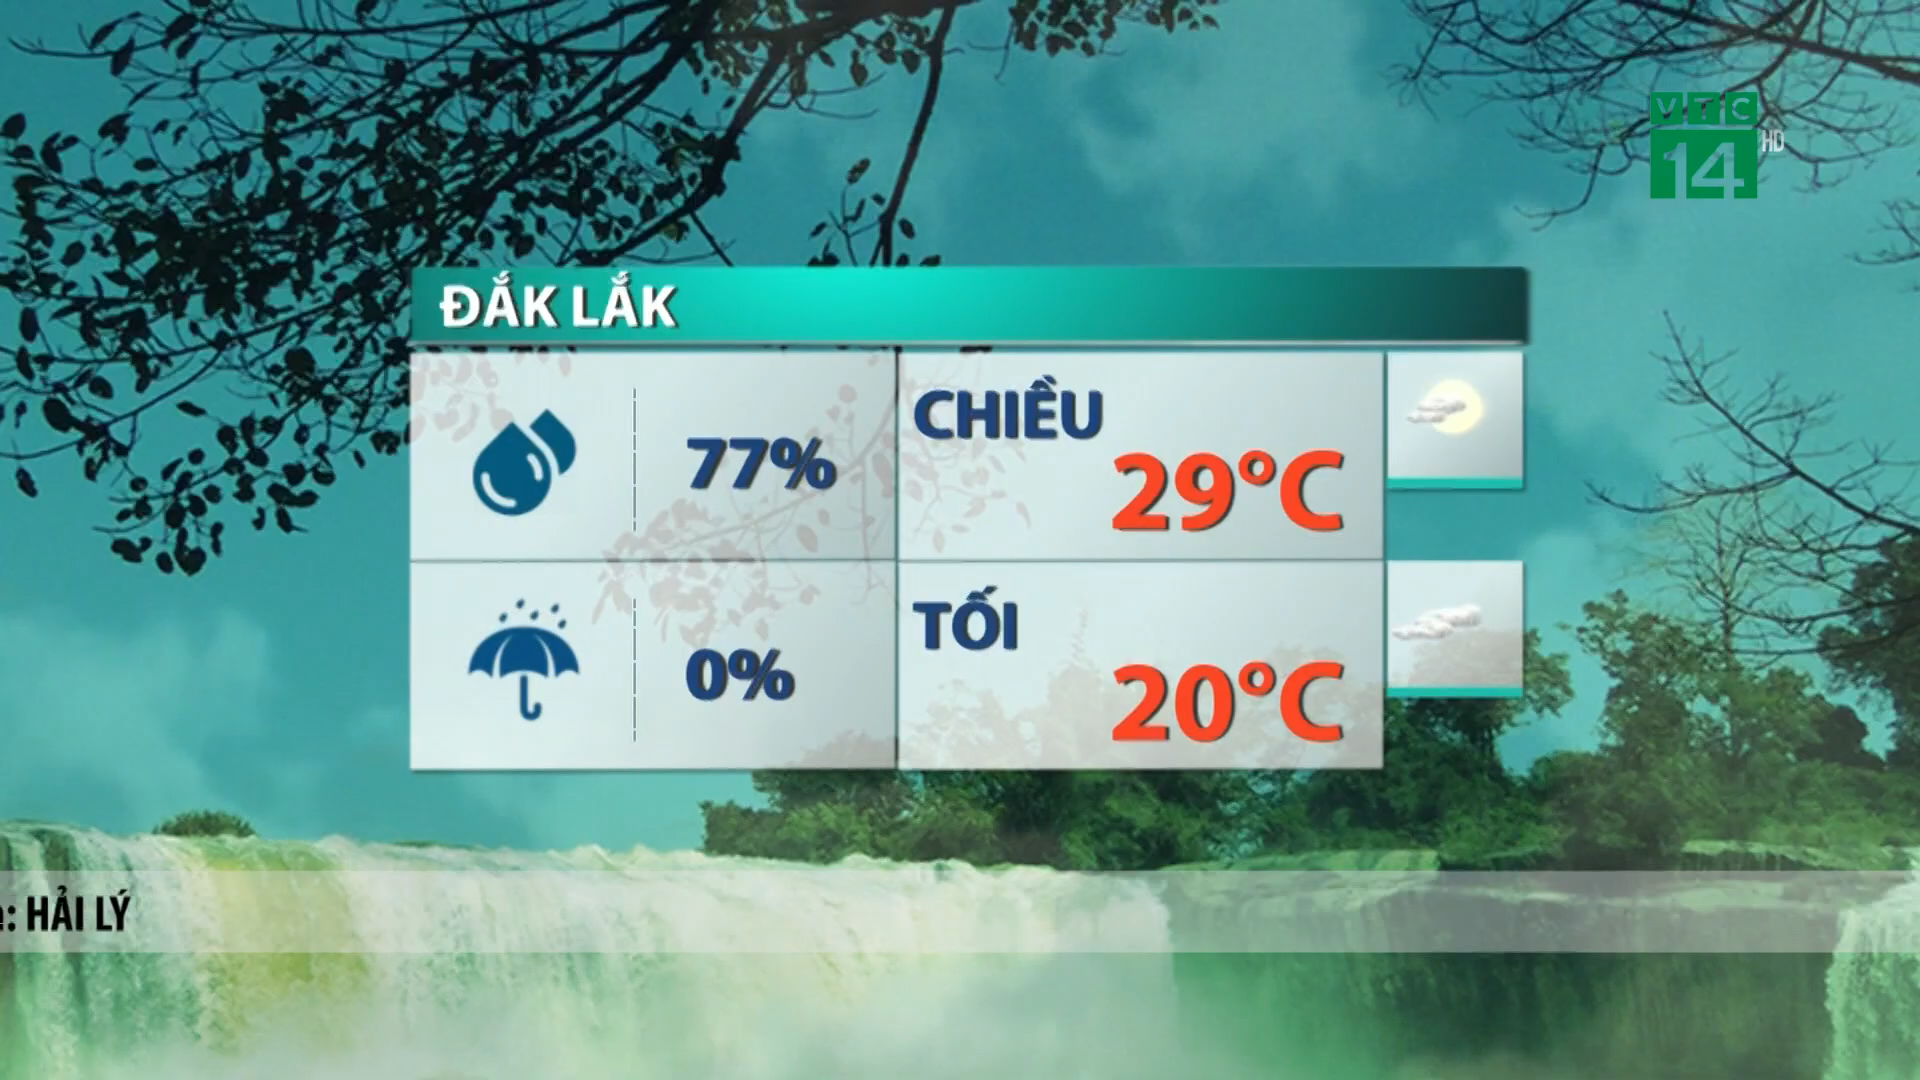 VTC
14 HD
ĐẮK LẮK
77%
CHIỀU
29°C
0%
TỐI
20°C
: HẢI LÝ